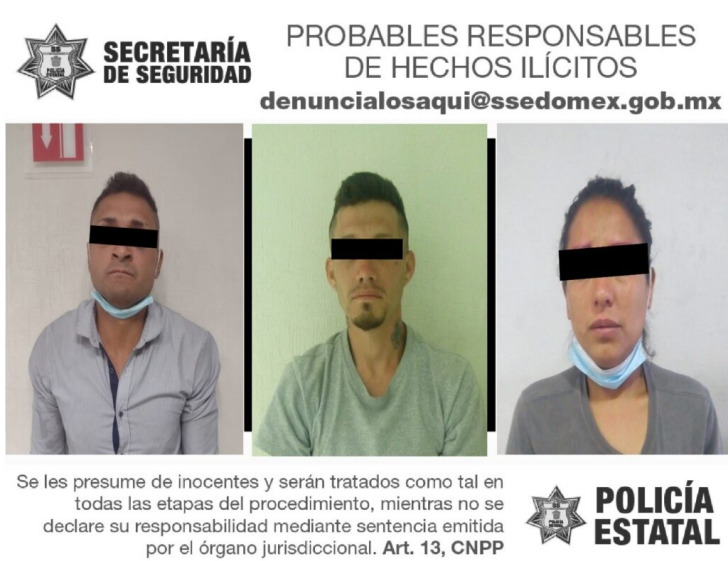 SECRETARÍA
DE SEGURIDAD
PROBABLES RESPONSABLES
DE HECHOS ILÍCITOS
denuncialosaqui@ssedomex.gob.mx
Se les presume de inocentes y serán tratados como tal en
todas las etapas del procedimiento, mientras no se
declare su responsabilidad mediante sentencia emitida
por el órgano jurisdiccional. Art. 13, CNPP
POLICÍA
ESTATAL